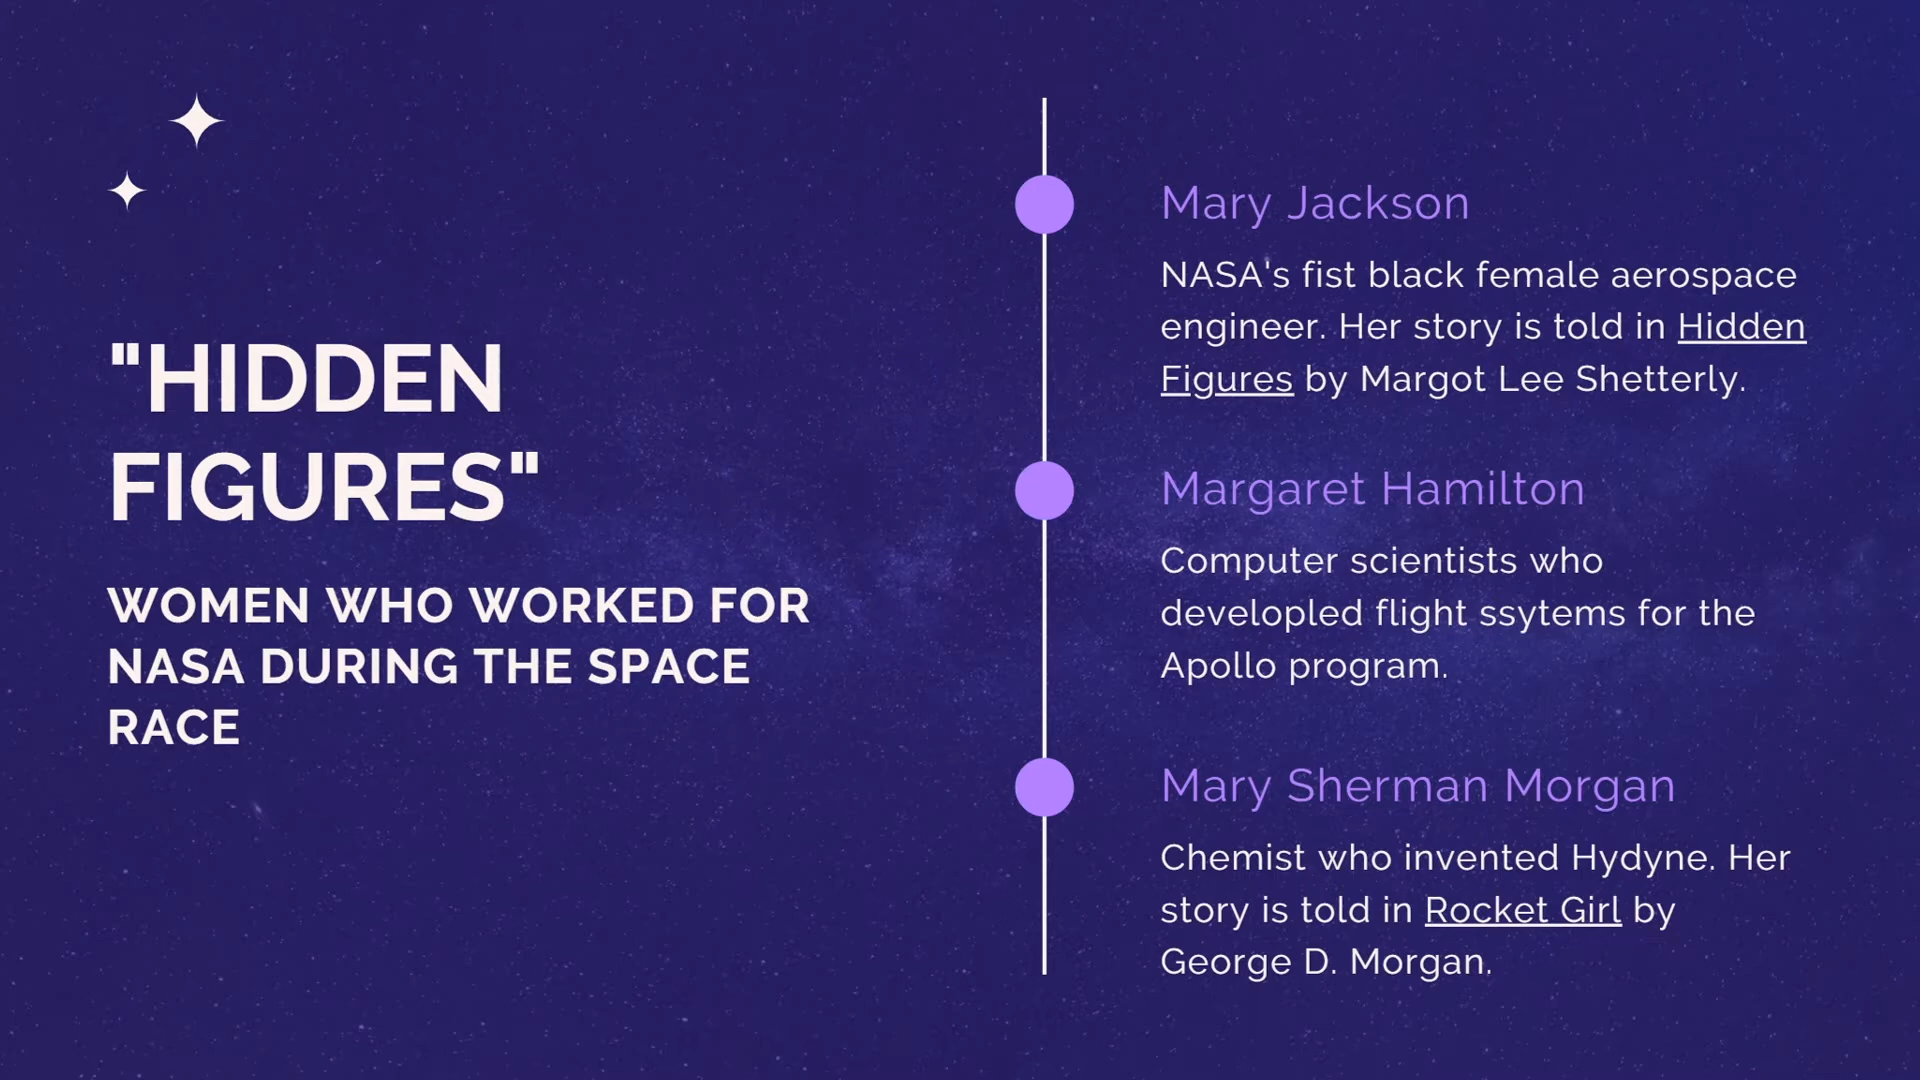 "HIDDEN
FIGURES"
WOMEN WHO WORKED FOR
NASA DURING THE SPACE
RACE
Mary Jackson
NASA's fist black female aerospace
engineer. Her story is told in Hidden
Figures by Margot Lee Shetterly.
Margaret Hamilton
Computer scientists who
developled flight ssytems for the
Apollo program.
Mary Sherman Morgan
Chemist who invented Hydyne. Her
story is told in Rocket Girl by
George D. Morgan.